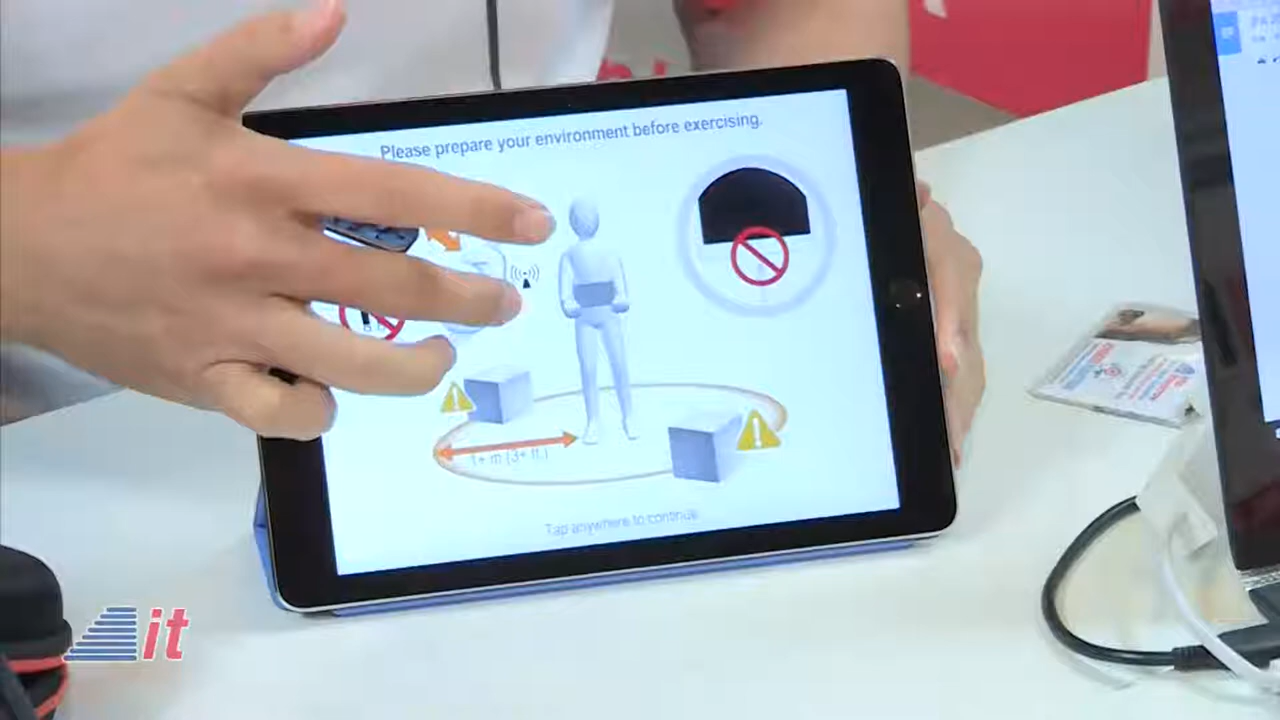 Please prepare your environment before exercising.
1+ m (3+ ft.)
Tap anywhere to continue
it